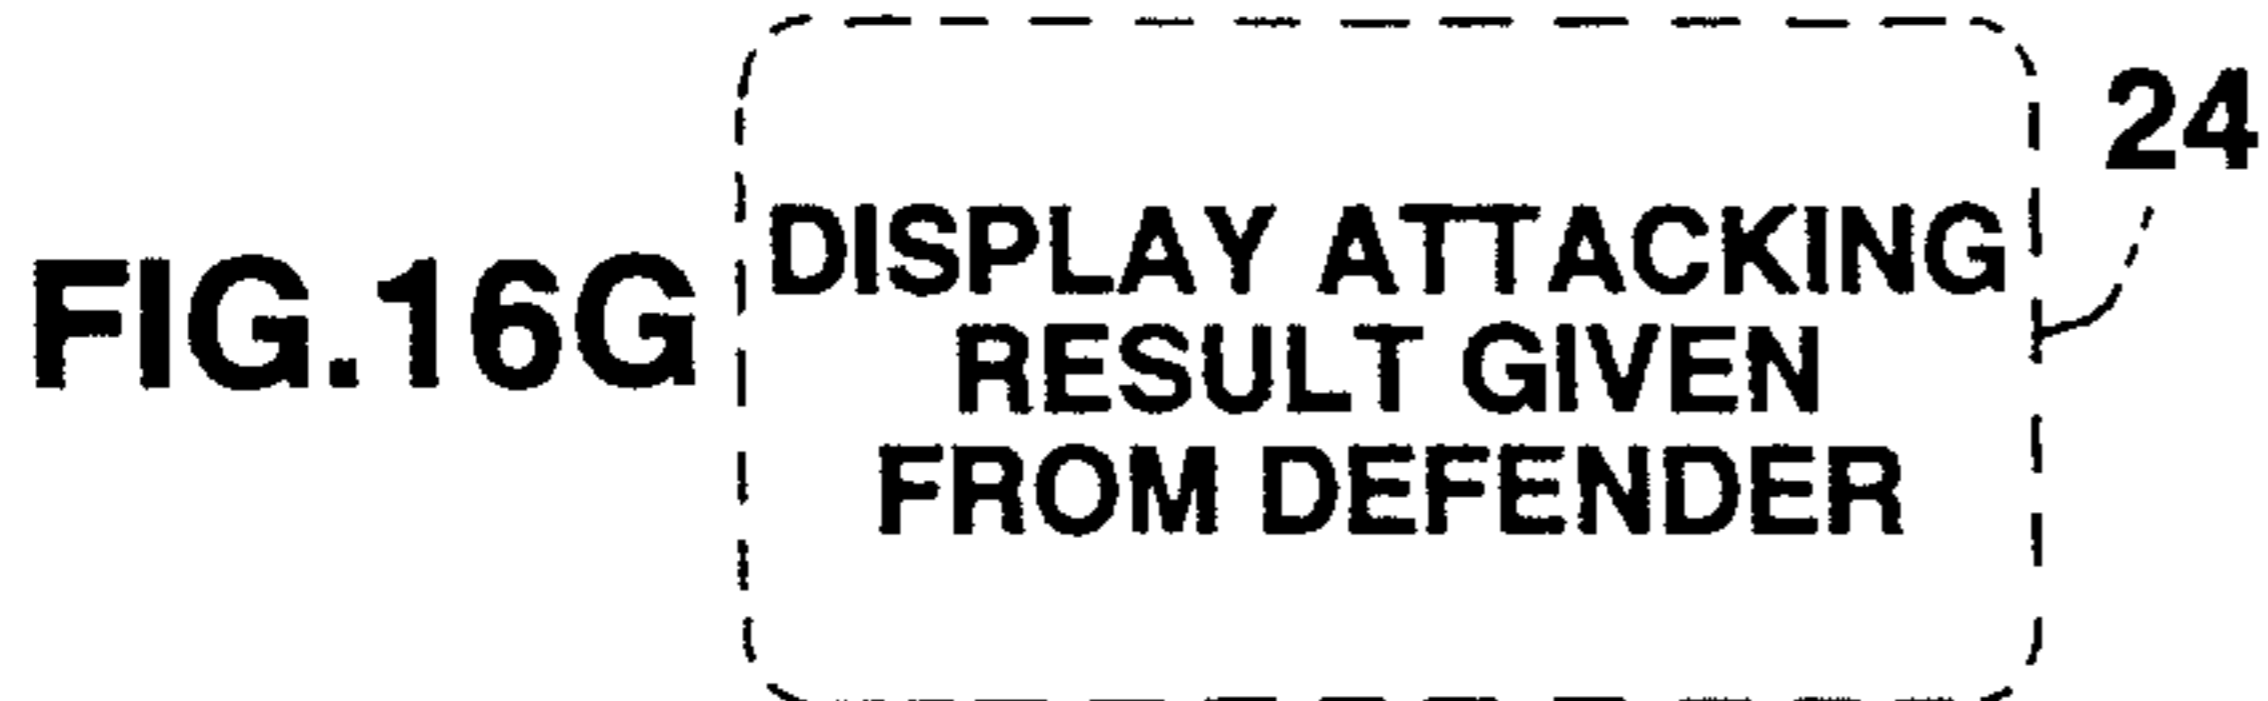 FIG.16G
DISPLAY ATTACKING
RESULT GIVEN
FROM DEFENDER
24